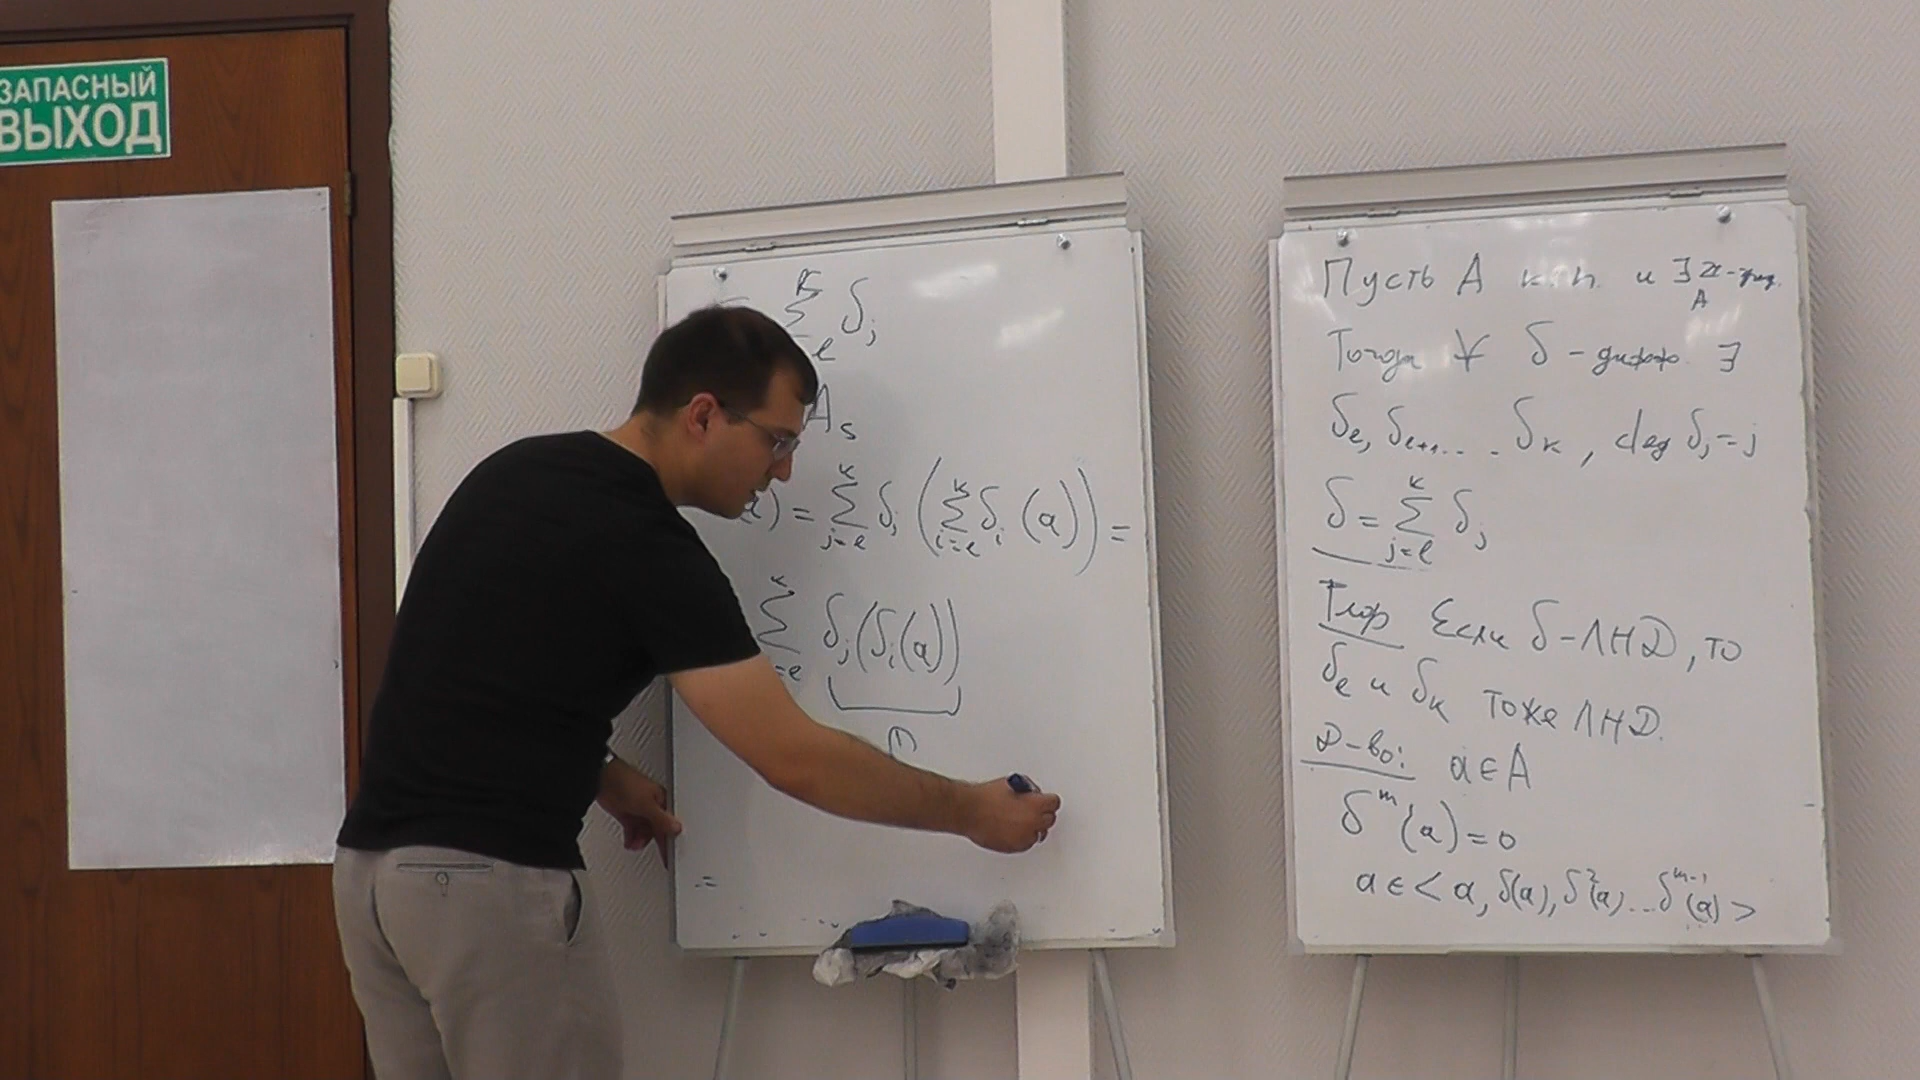 ЗАПАСНЫЙ
ВЫХОД
δ_j
A_s
= Σ_{j=l}^{k} δ_j (Σ_{i=l}^{k} δ_i (a)) =
Σ^{k} δ_j(δ_i(a))
Пусть A к.п. и ∃ ℤ-град. A
Тогда ∀ δ - дифф ∃
δ_l, δ_{l+1}... δ_k, deg δ_j = j
δ = Σ_{j=l}^{k} δ_j
Если δ-ЛНД, то
δ_l и δ_k тоже ЛНД.
Д-во: a ∈ A
δ^m (a) = 0
a ∈ < a, δ(a), δ^2(a), ... δ^{m-1}(a) >